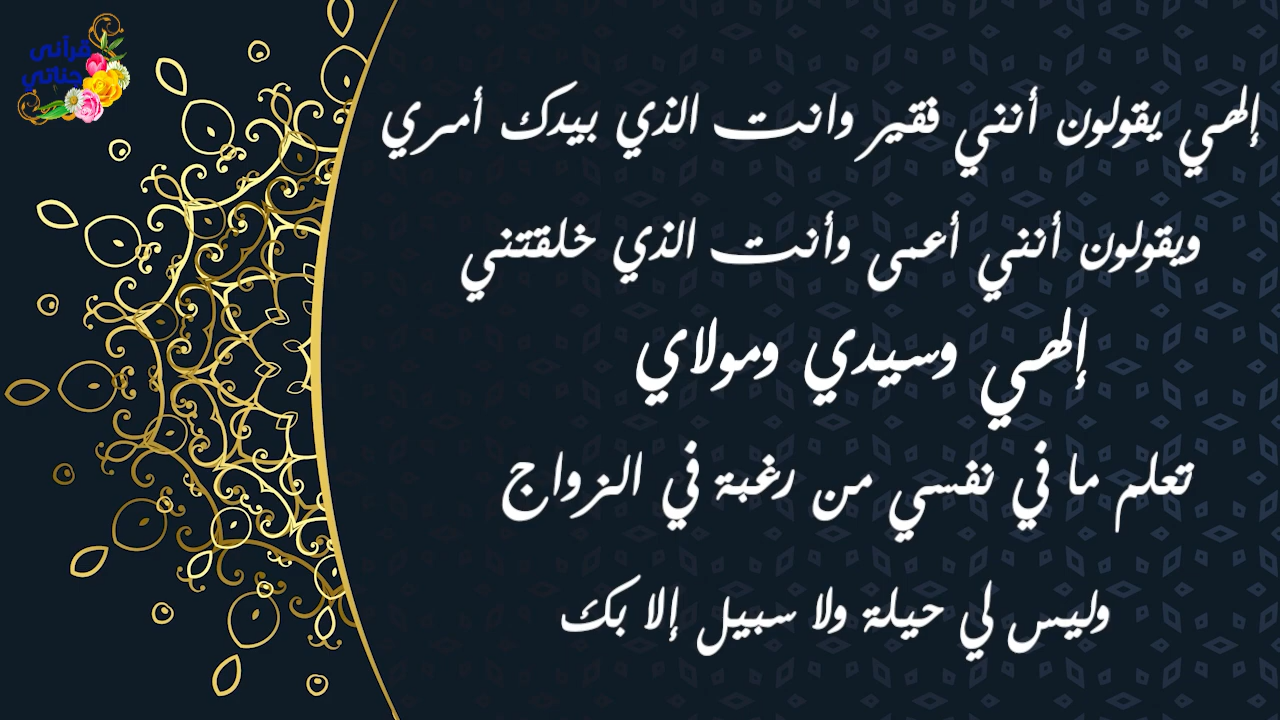 قرآني
جناتي
إلهي يقولون أنني فقير وانت الذي بيدك أمري
ويقولون أنني أعمى وأنت الذي خلقتني
إلهي وسيدي ومولاي
تعلم ما في نفسي من رغبة في الزواج
وليس لي حيلة ولا سبيل إلا بك